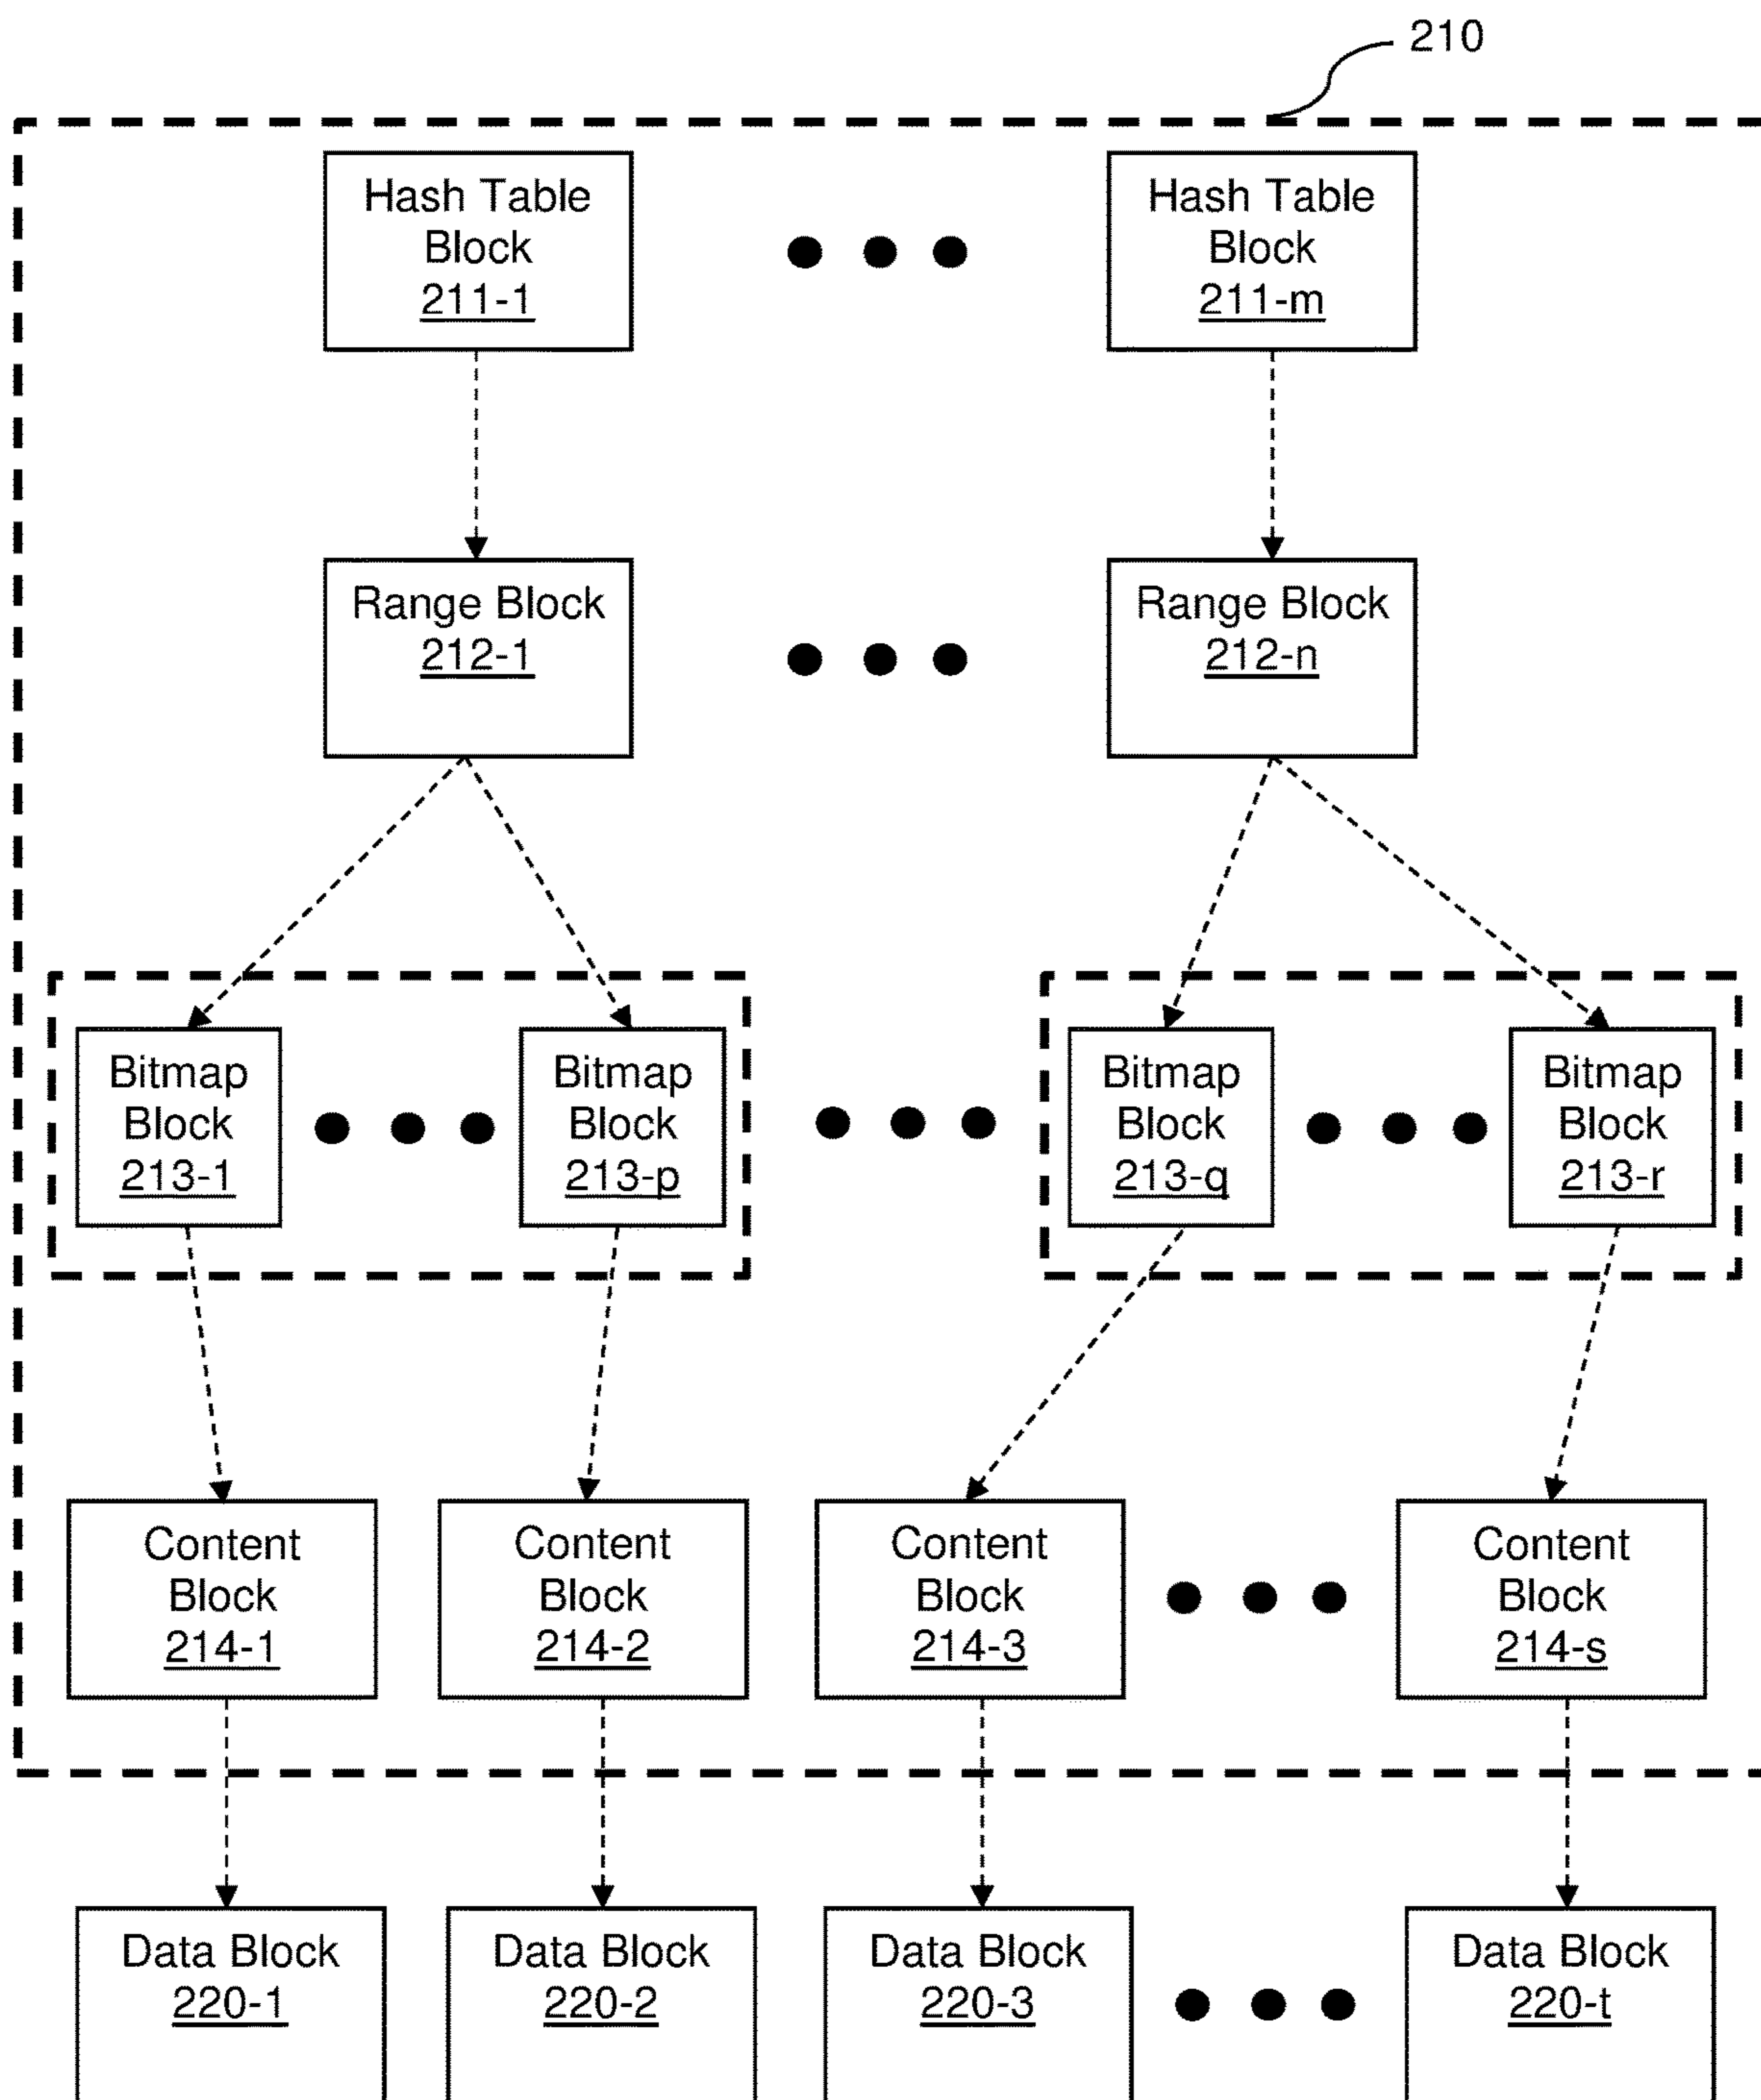 210
Hash Table
Block
211-1
Hash Table
Block
211-m
Range Block
212-1
Range Block
212-n
Bitmap
Block
213-1
Bitmap
Block
213-p
Bitmap
Block
213-q
Bitmap
Block
213-r
Content
Block
214-1
Content
Block
214-2
Content
Block
214-3
Content
Block
214-s
Data Block
220-1
Data Block
220-2
Data Block
220-3
Data Block
220-t